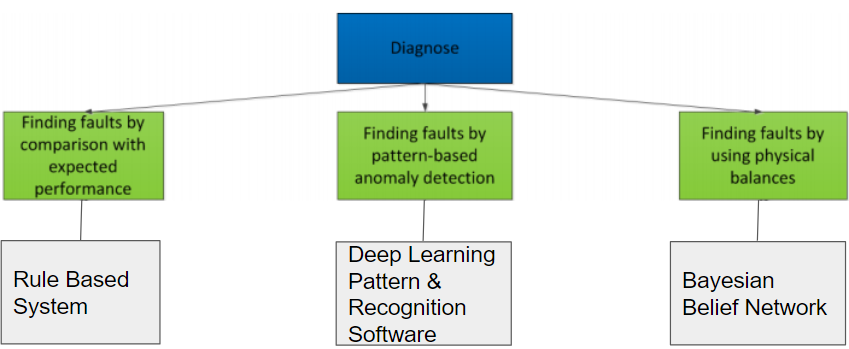 Diagnose
Finding faults by
comparison with
expected
performance
Finding faults by
pattern-based
anomaly detection
Finding faults by
using physical
balances
Rule Based
System
Deep Learning
Pattern &
Recognition
Software
Bayesian
Belief Network